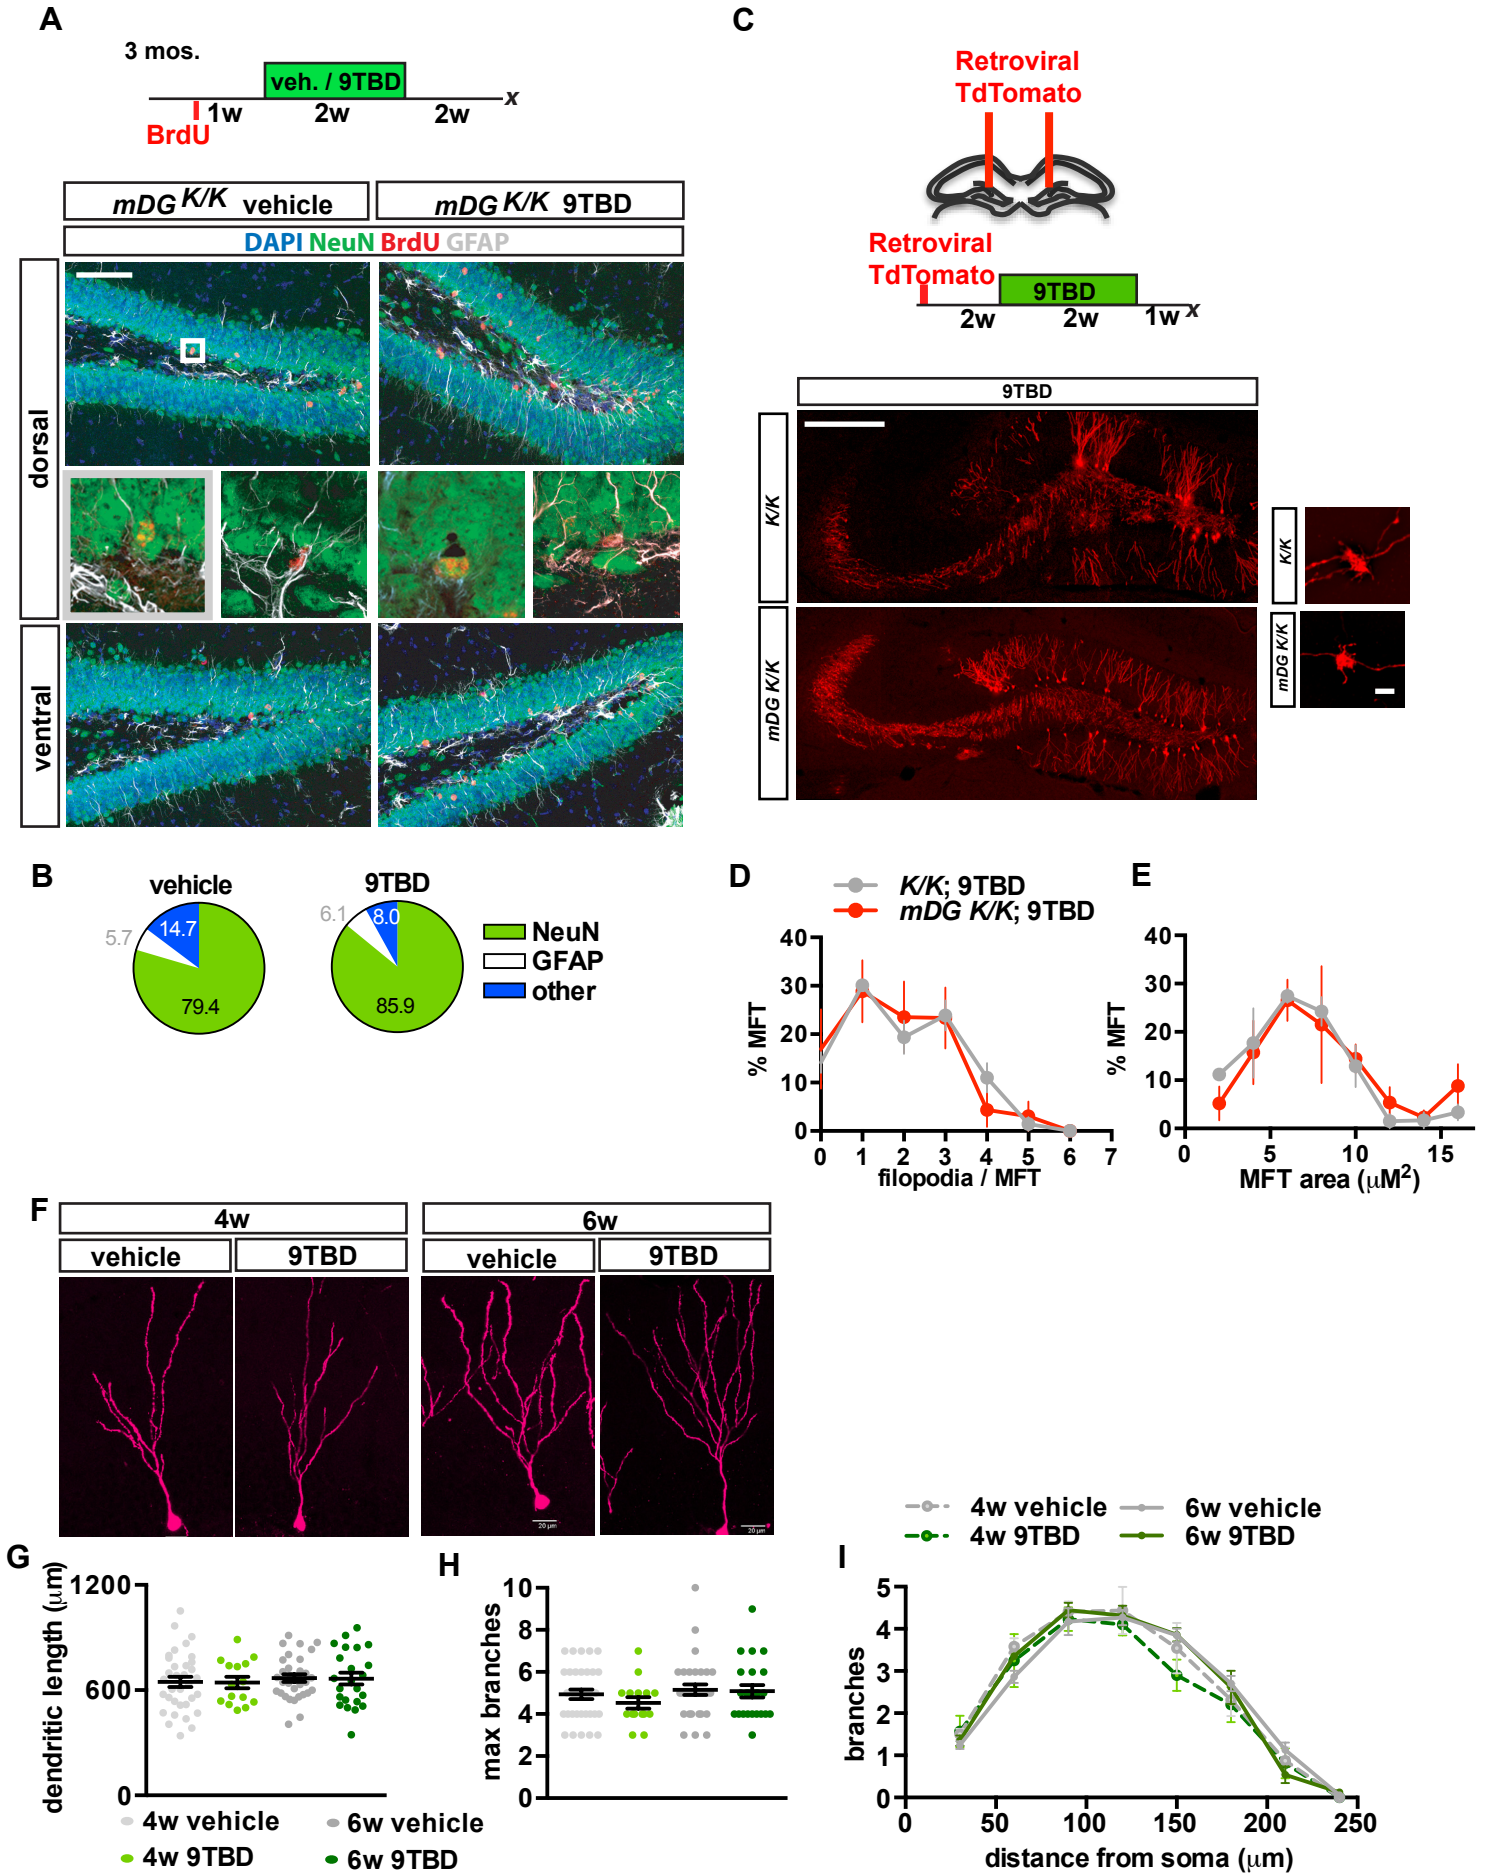 A
3 mos.
veh. / 9TBD
x
1w
2w
2w
BrdU
mDG K/K vehicle
mDG K/K 9TBD
DAPI NeuN BrdU GFAP
dorsal
ventral
B
vehicle
9TBD
5.7
14.7
79.4
6.1
8.0
85.9
NeuN
GFAP
other
C
Retroviral
TdTomato
Retroviral
TdTomato
9TBD
2w
2w
1w
x
9TBD
K/K
mDG K/K
K/K
mDG K/K
D
K/K; 9TBD
mDG K/K; 9TBD
% MFT
40
30
20
10
0
0 1 2 3 4 5 6 7
filopodia / MFT
E
% MFT
40
30
20
10
0
0 5 10 15
MFT area (μM2)
F
4w
6w
vehicle
9TBD
vehicle
9TBD
20 μm
20 μm
G
dendritic length (μm)
1200
600
0
4w vehicle
6w vehicle
4w 9TBD
6w 9TBD
H
max branches
10
8
6
4
2
0
I
4w vehicle
6w vehicle
4w 9TBD
6w 9TBD
branches
5
4
3
2
1
0
0 50 100 150 200 250
distance from soma (μm)